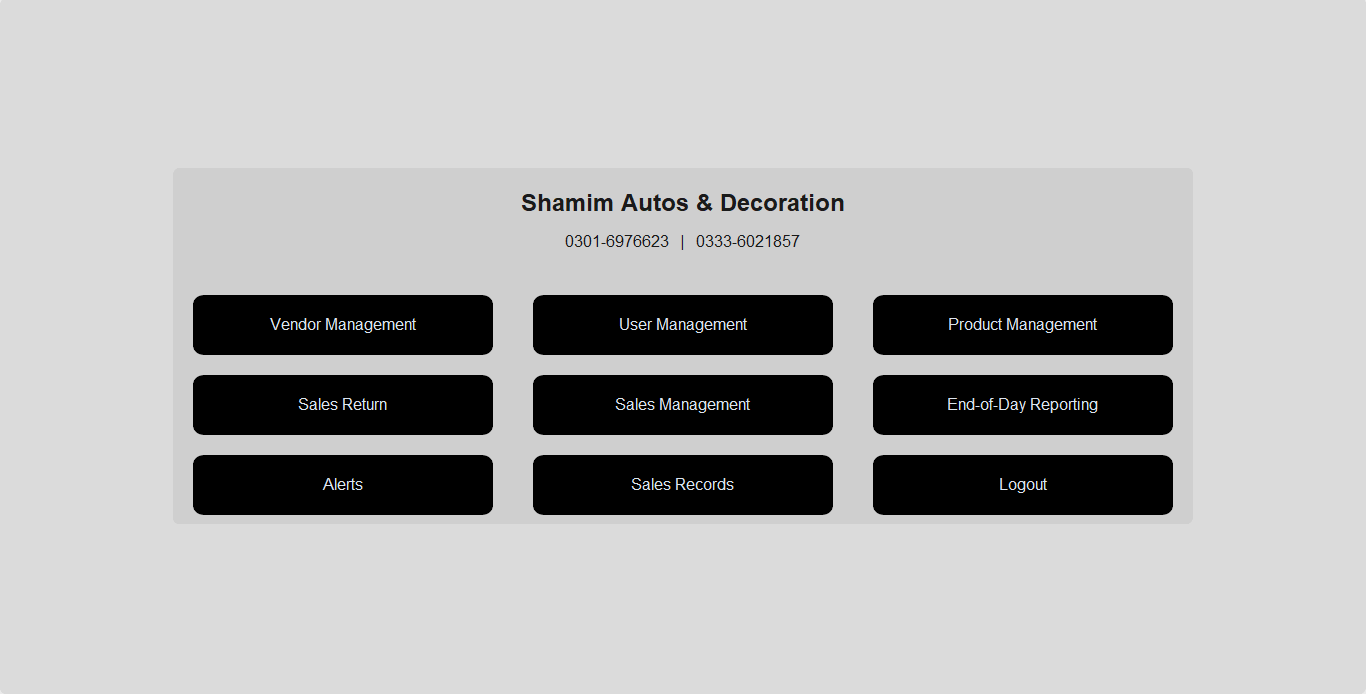 Shamim Autos & Decoration
0301-6976623 | 0333-6021857
Vendor Management
User Management
Product Management
Sales Return
Sales Management
End-of-Day Reporting
Alerts
Sales Records
Logout